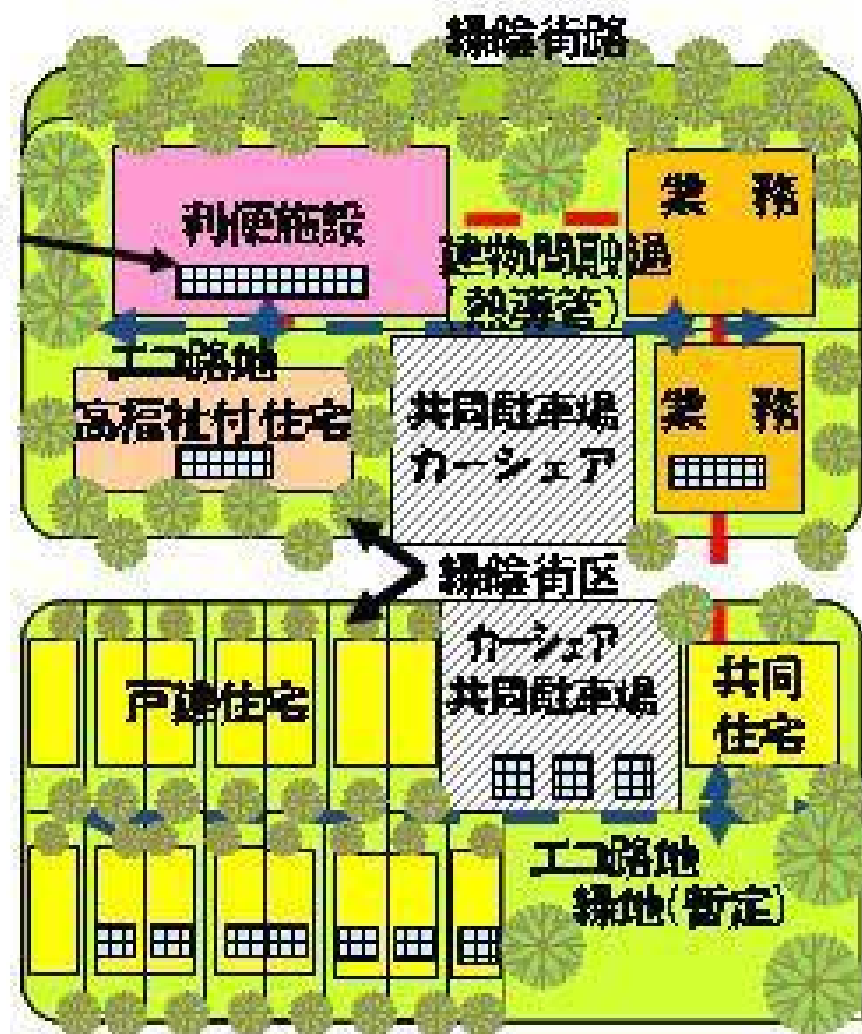 緑陰街路
利便施設
業 務
建物間融通
(熱導管)
エコ路地
高福祉付住宅
共同駐車場
カーシェア
業 務
緑陰街区
カーシェア
共同駐車場
戸建住宅
共同
住宅
エコ路地
緑地(暫定)